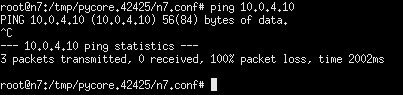 root@n7:/tmp/pycore.42425/n7.conf# ping 10.0.4.10
PING 10.0.4.10 (10.0.4.10) 56(84) bytes of data.
^C
--- 10.0.4.10 ping statistics ---
3 packets transmitted, 0 received, 100% packet loss, time 2002ms

root@n7:/tmp/pycore.42425/n7.conf#